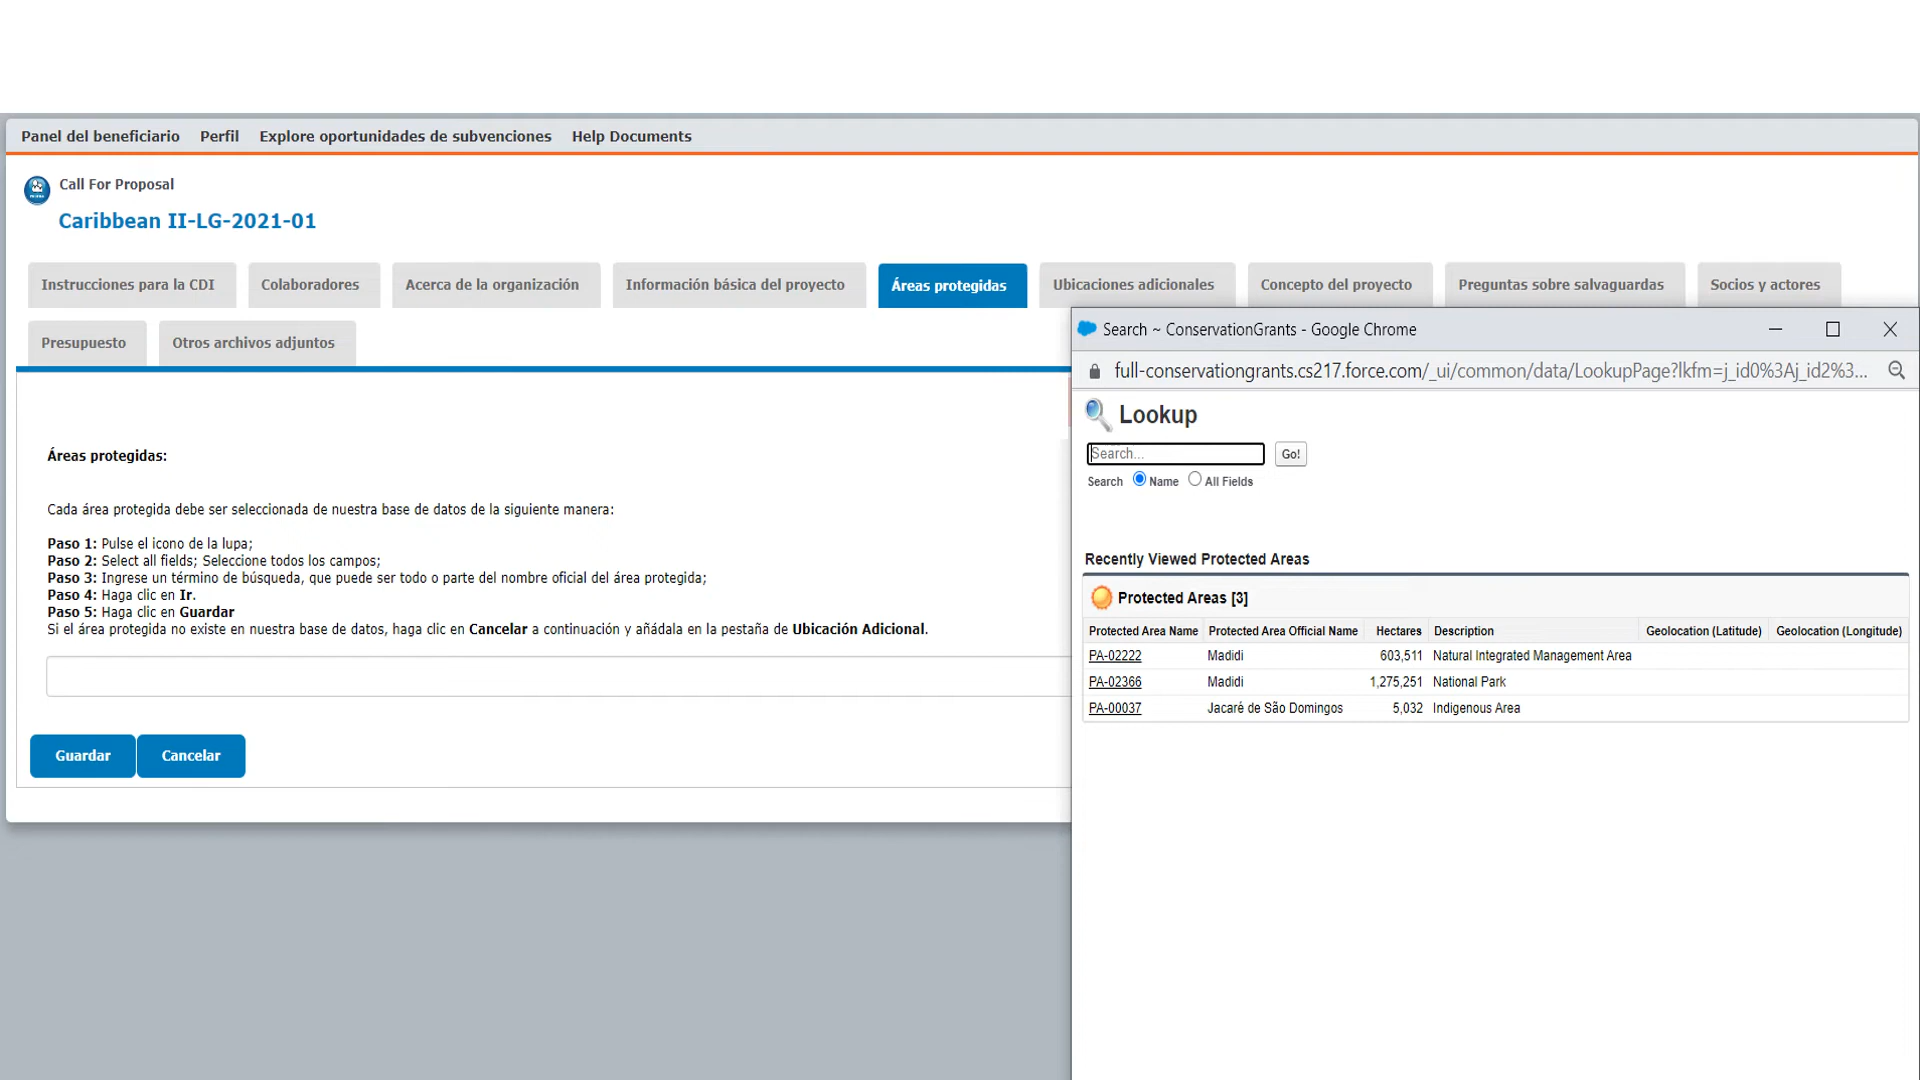 Panel del beneficiario Perfil Explore oportunidades de subvenciones Help Documents
Call For Proposal
Caribbean II-LG-2021-01
Instrucciones para la CDI Colaboradores Acerca de la organización Información básica del proyecto Áreas protegidas Ubicaciones adicionales Concepto del proyecto Preguntas sobre salvaguardas Socios y actores
Presupuesto Otros archivos adjuntos
Áreas protegidas:
Cada área protegida debe ser seleccionada de nuestra base de datos de la siguiente manera:
Paso 1: Pulse el icono de la lupa;
Paso 2: Select all fields; Seleccione todos los campos;
Paso 3: Ingrese un término de búsqueda, que puede ser todo o parte del nombre oficial del área protegida;
Paso 4: Haga clic en Ir.
Paso 5: Haga clic en Guardar
Si el área protegida no existe en nuestra base de datos, haga clic en Cancelar a continuación y añádala en la pestaña de Ubicación Adicional.
Guardar Cancelar
Search ~ ConservationGrants - Google Chrome
full-conservationgrants.cs217.force.com/_ui/common/data/LookupPage?lkfm=j_id0%3Aj_id2%3...
Lookup
Search... Go!
Search Name All Fields
Recently Viewed Protected Areas
Protected Areas [3]
Protected Area Name Protected Area Official Name Hectares Description Geolocation (Latitude) Geolocation (Longitude)
PA-02222 Madidi 603,511 Natural Integrated Management Area
PA-02366 Madidi 1,275,251 National Park
PA-00037 Jacaré de São Domingos 5,032 Indigenous Area